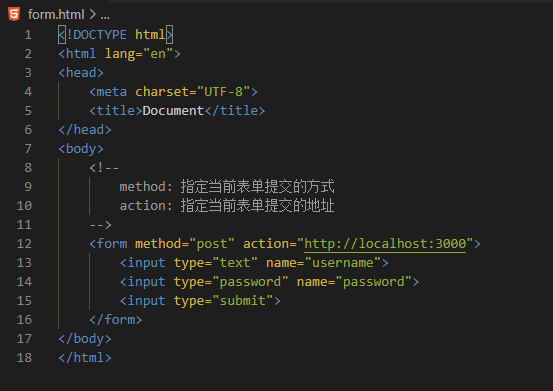 form.html > ...
1 <!DOCTYPE html>
2 <html lang="en">
3 <head>
4     <meta charset="UTF-8">
5     <title>Document</title>
6 </head>
7 <body>
8     <!--
9         method: 指定当前表单提交的方式
10         action: 指定当前表单提交的地址
11     -->
12     <form method="post" action="http://localhost:3000">
13         <input type="text" name="username">
14         <input type="password" name="password">
15         <input type="submit">
16     </form>
17 </body>
18 </html>